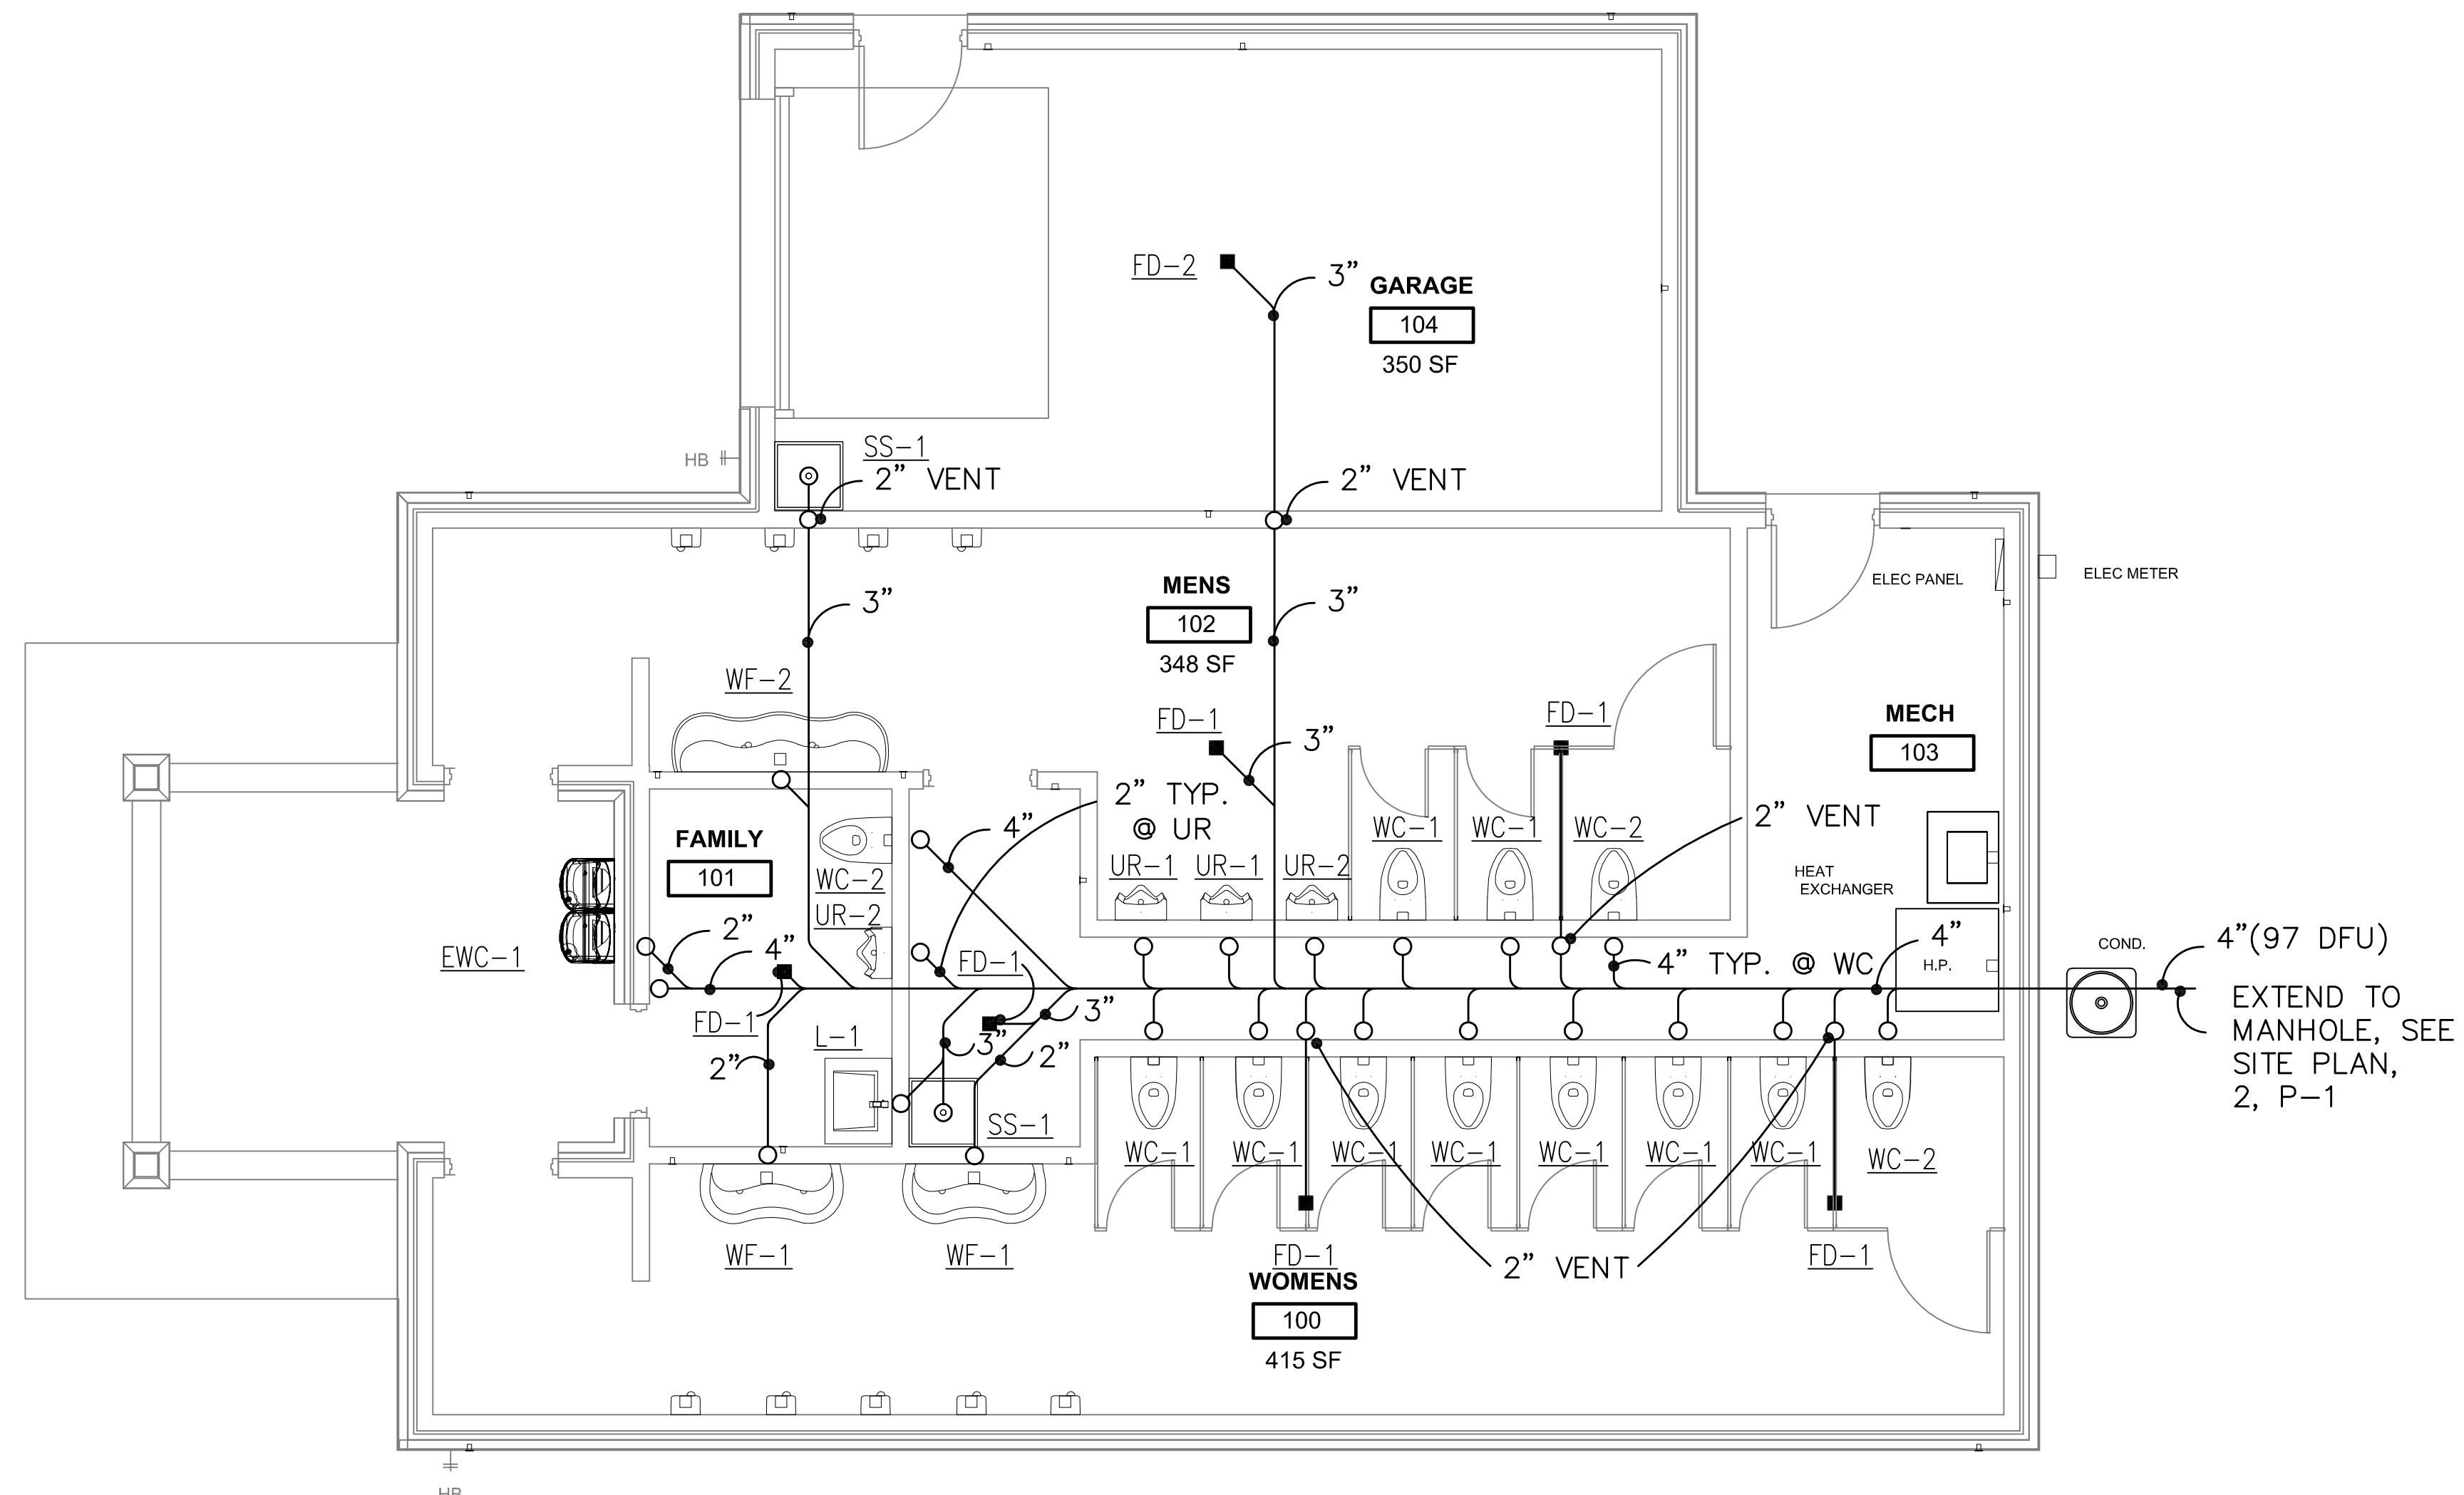 FD-2
3”
GARAGE
104
350 SF
SS-1
HB
2” VENT
2” VENT
3”
MENS
102
348 SF
3”
ELEC PANEL
ELEC METER
WF-2
FD-1
3”
FD-1
MECH
103
2” TYP.
@ UR
4”
2” VENT
FAMILY
101
WC-1
WC-1
WC-2
WC-2
UR-1
UR-1
UR-2
HEAT
EXCHANGER
UR-2
2”
4”
EWC-1
FD-1
4” TYP. @ WC
4”
H.P.
COND.
4”(97 DFU)
EXTEND TO
MANHOLE, SEE
SITE PLAN,
2, P-1
FD-1
L-1
3”
3”
2”
2”
SS-1
WC-1
WC-1
WC-1
WC-1
WC-1
WC-1
WC-1
WC-2
WF-1
WF-1
FD-1
2” VENT
FD-1
WOMENS
100
415 SF
HB